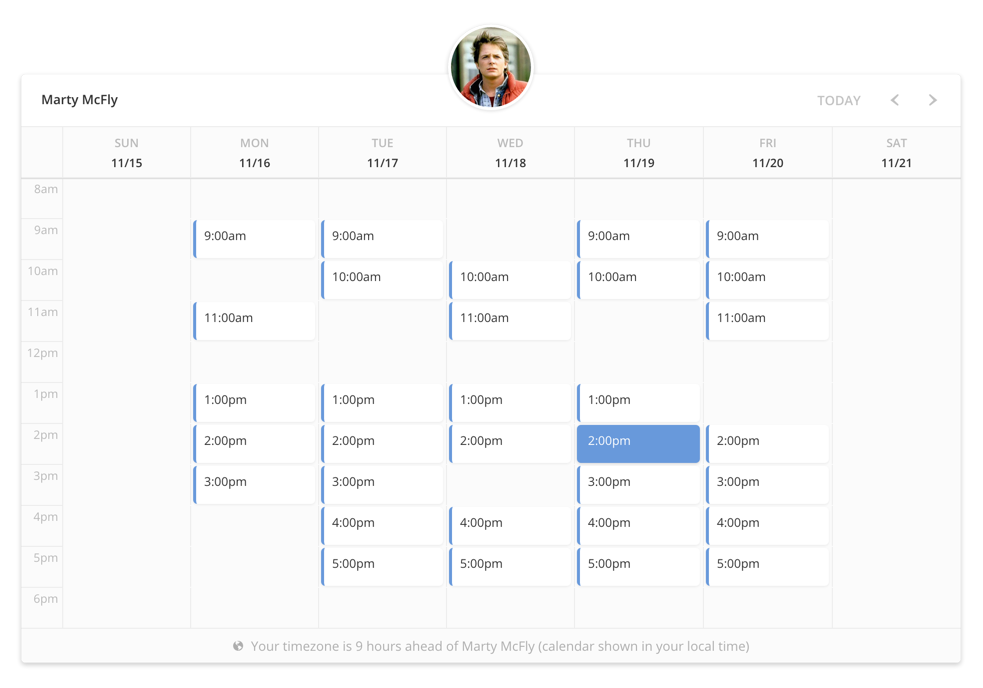 Marty McFly
TODAY
SUN MON TUE WED THU FRI SAT
11/15 11/16 11/17 11/18 11/19 11/20 11/21
8am
9am 9:00am 9:00am 9:00am 9:00am
10am 10:00am 10:00am 10:00am 10:00am
11am 11:00am 11:00am 11:00am
12pm
1pm 1:00pm 1:00pm 1:00pm 1:00pm
2pm 2:00pm 2:00pm 2:00pm 2:00pm 2:00pm
3pm 3:00pm 3:00pm 3:00pm 3:00pm
4pm 4:00pm 4:00pm 4:00pm 4:00pm
5pm 5:00pm 5:00pm 5:00pm 5:00pm
6pm
Your timezone is 9 hours ahead of Marty McFly (calendar shown in your local time)